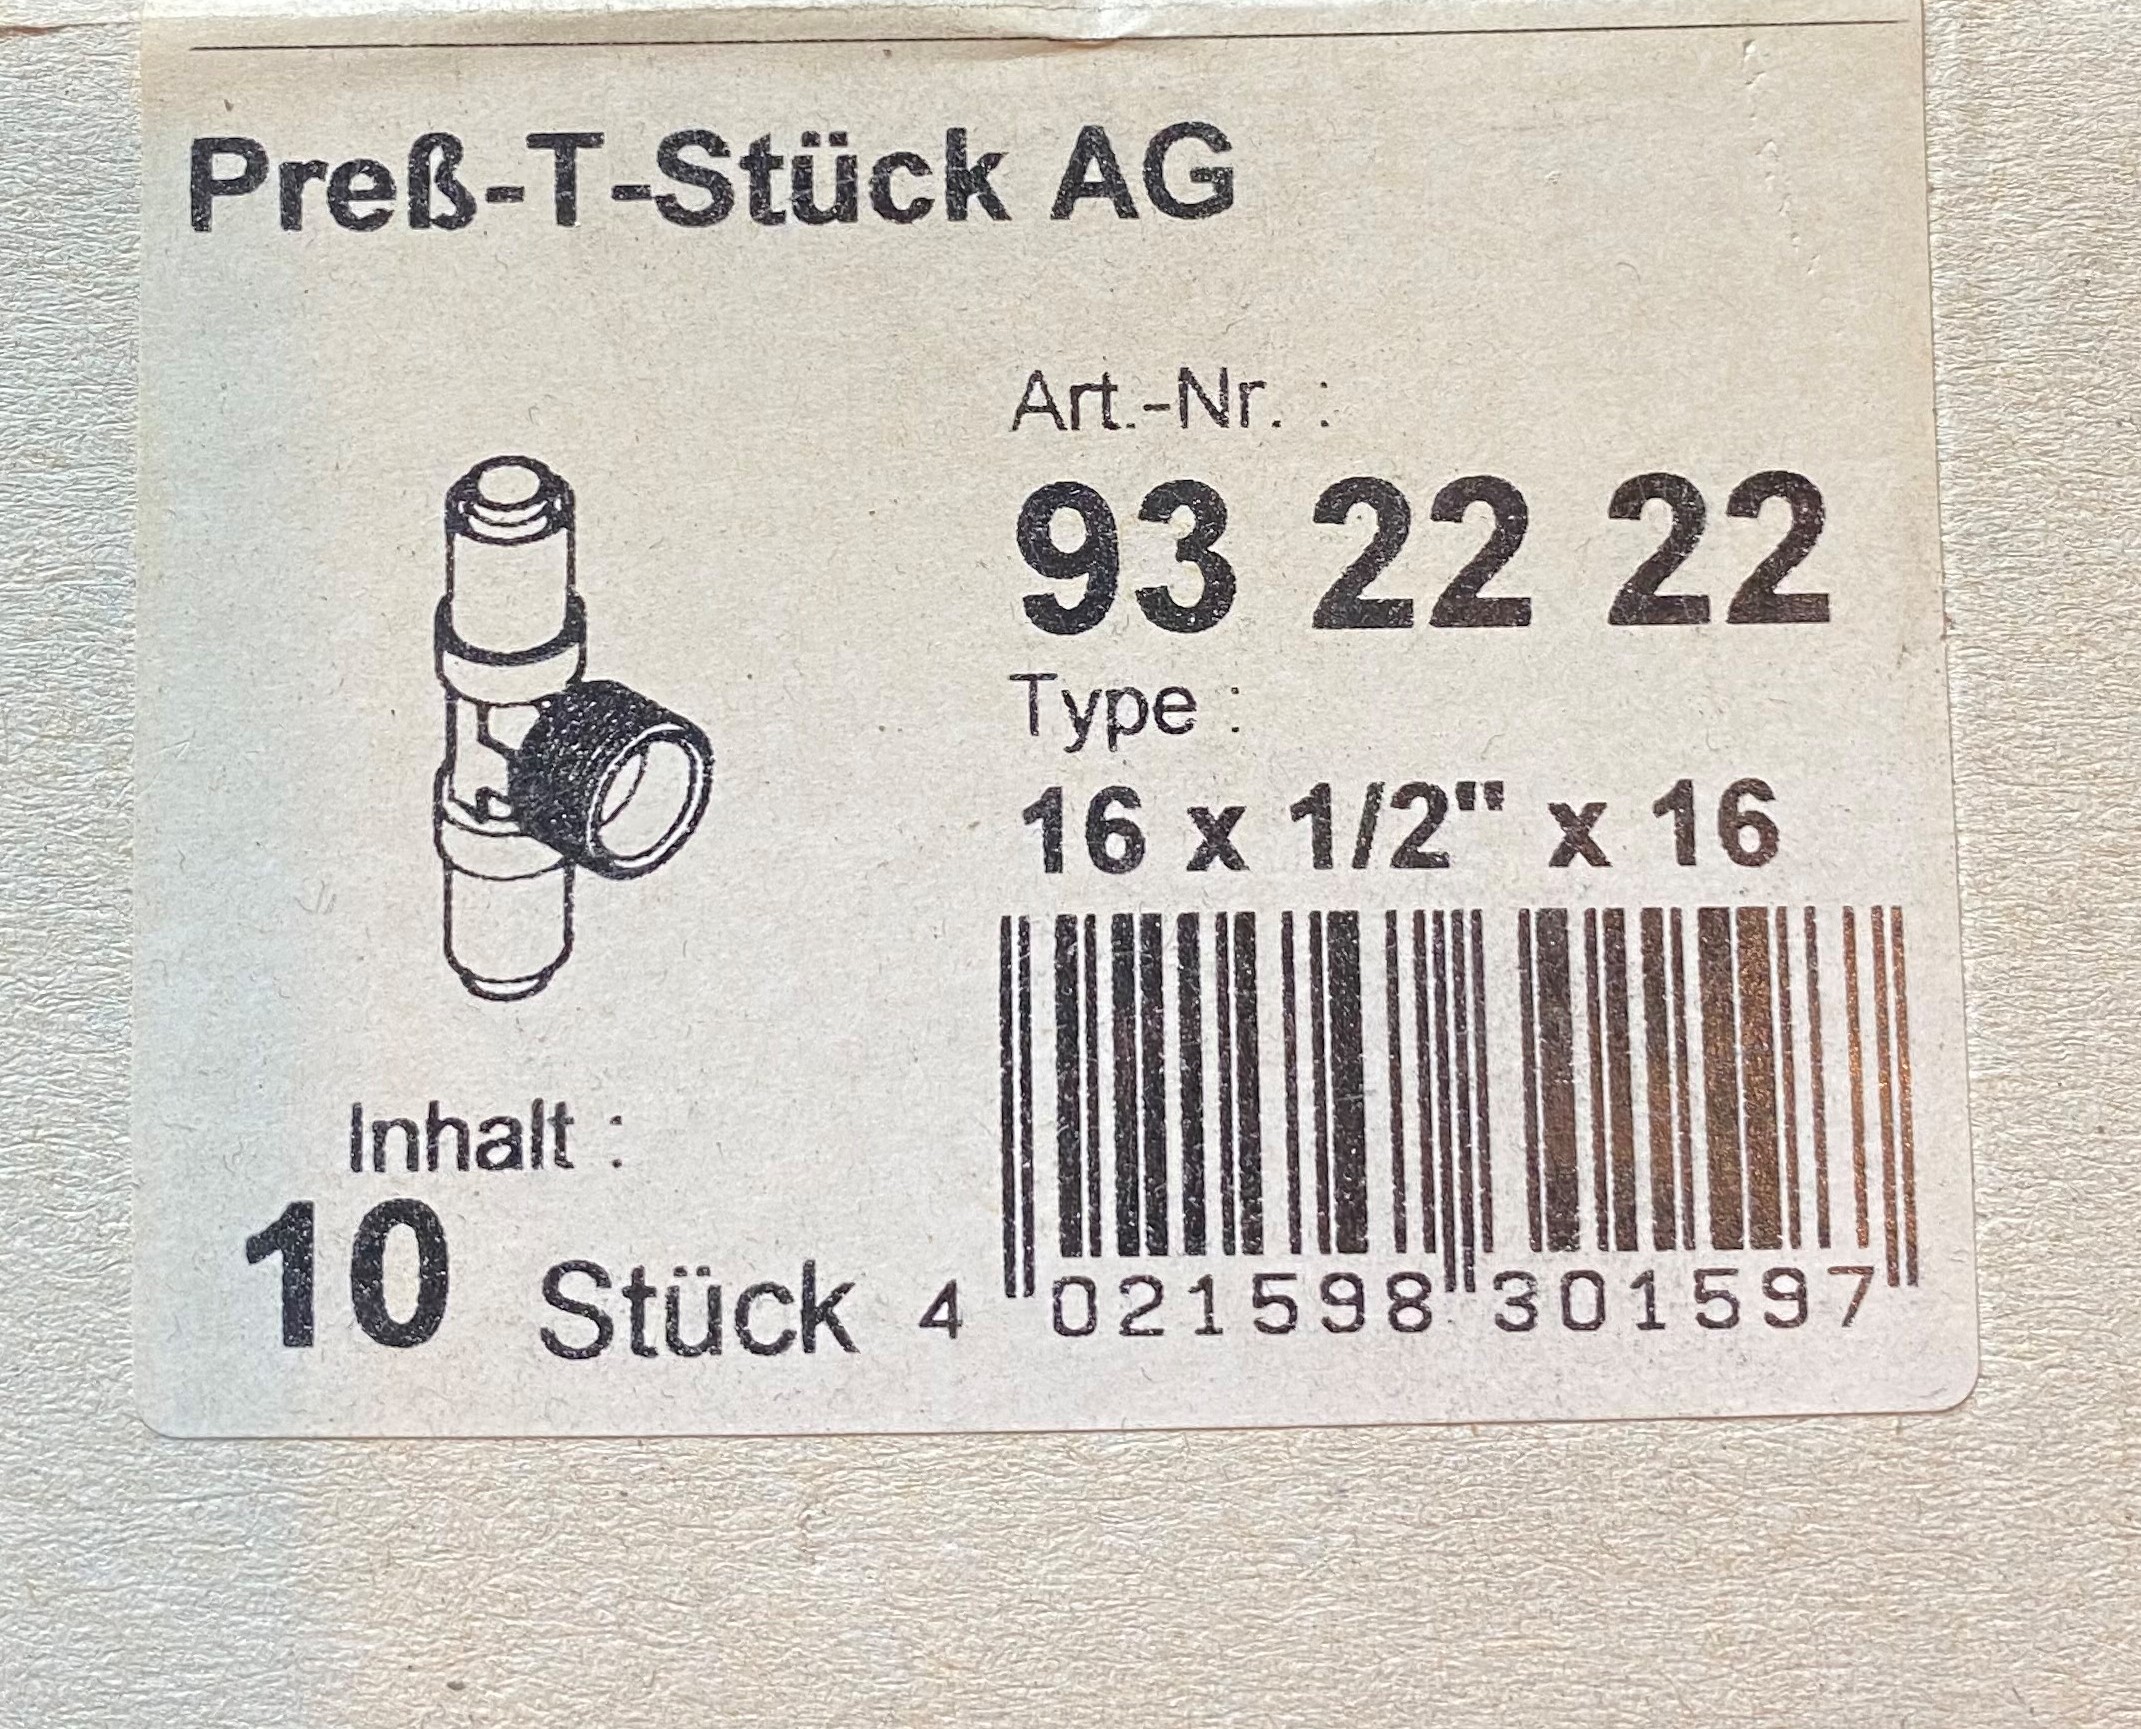 Preß-T-Stück AG
Art.-Nr. :
93 22 22
Type :
16 x 1/2" x 16
Inhalt :
10 Stück
4 021598 301597